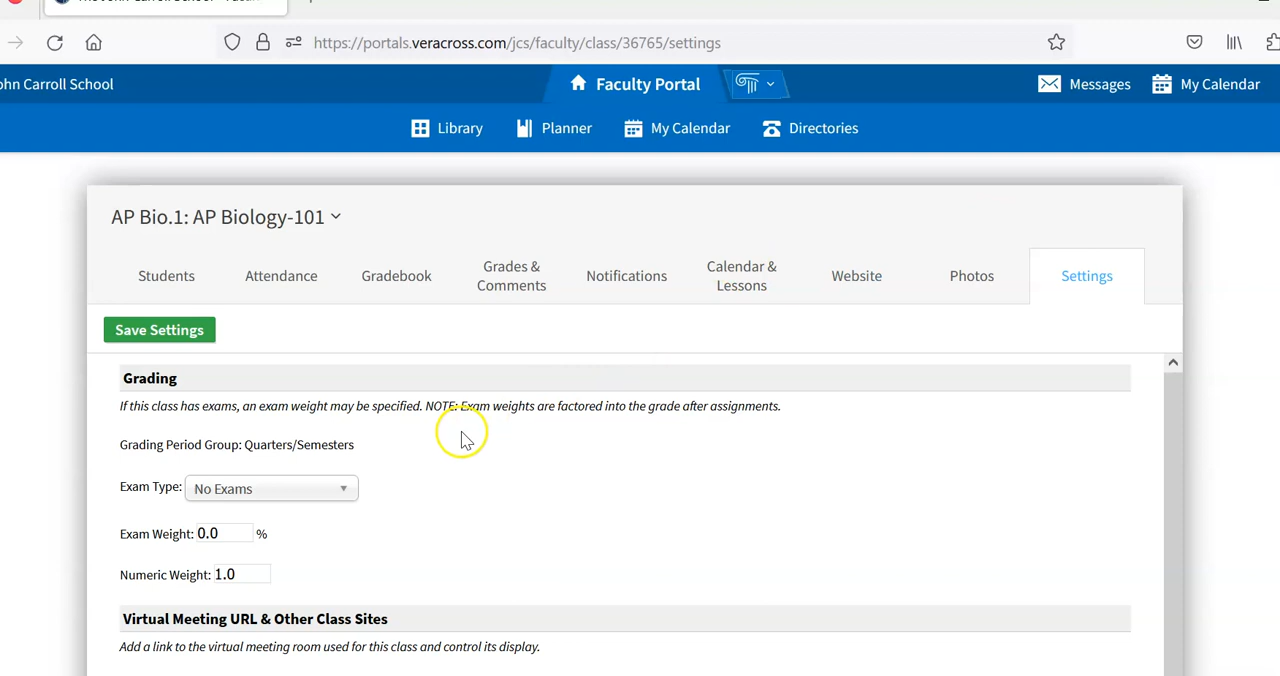 https://portals.veracross.com/jcs/faculty/class/36765/settings
ohn Carroll School
Faculty Portal
Messages
My Calendar
Library
Planner
My Calendar
Directories
AP Bio.1: AP Biology-101
Students
Attendance
Gradebook
Grades &
Comments
Notifications
Calendar &
Lessons
Website
Photos
Settings
Save Settings
Grading
If this class has exams, an exam weight may be specified. NOTE: Exam weights are factored into the grade after assignments.
Grading Period Group: Quarters/Semesters
Exam Type: No Exams
Exam Weight: 0.0 %
Numeric Weight: 1.0
Virtual Meeting URL & Other Class Sites
Add a link to the virtual meeting room used for this class and control its display.